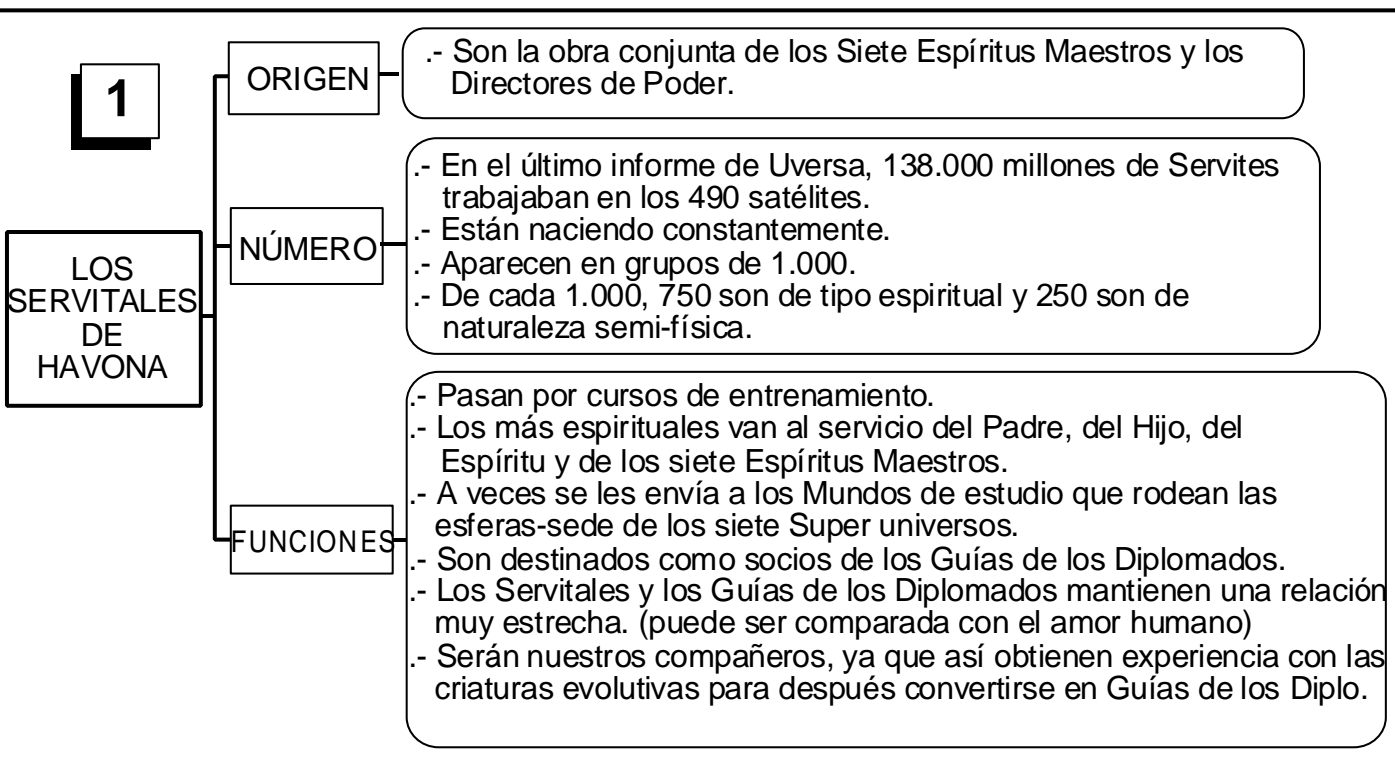 1
LOS
SERVITALES
DE
HAVONA
ORIGEN
.- Son la obra conjunta de los Siete Espíritus Maestros y los
Directores de Poder.
NÚMERO
.- En el último informe de Uversa, 138.000 millones de Servites
trabajaban en los 490 satélites.
.- Están naciendo constantemente.
.- Aparecen en grupos de 1.000.
.- De cada 1.000, 750 son de tipo espiritual y 250 son de
naturaleza semi-física.
FUNCIONES
.- Pasan por cursos de entrenamiento.
.- Los más espirituales van al servicio del Padre, del Hijo, del
Espíritu y de los siete Espíritus Maestros.
.- A veces se les envía a los Mundos de estudio que rodean las
esferas-sede de los siete Super universos.
.- Son destinados como socios de los Guías de los Diplomados.
.- Los Servitales y los Guías de los Diplomados mantienen una relación
muy estrecha. (puede ser comparada con el amor humano)
.- Serán nuestros compañeros, ya que así obtienen experiencia con las
criaturas evolutivas para después convertirse en Guías de los Diplo.